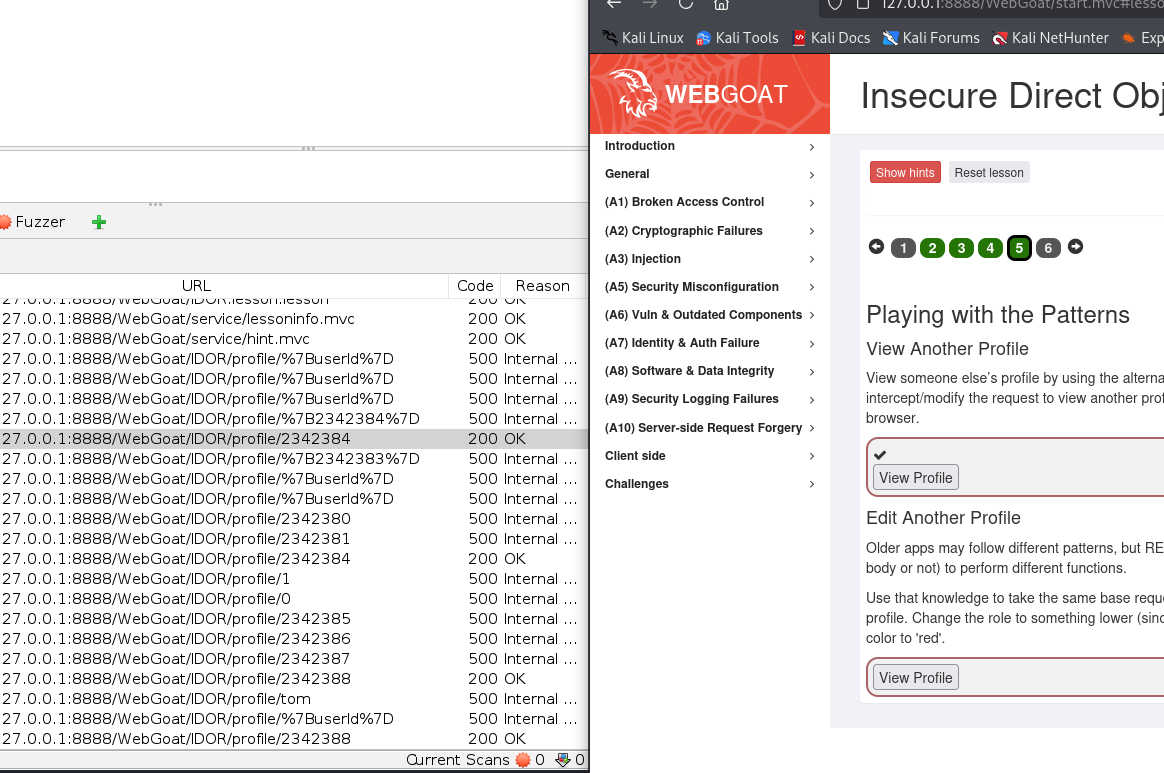 127.0.0.1:8888/WebGoat/start.mvc#lesso
Kali Linux Kali Tools Kali Docs Kali Forums Kali NetHunter Exp
WEBGOAT
Introduction
General
(A1) Broken Access Control
(A2) Cryptographic Failures
(A3) Injection
(A5) Security Misconfiguration
(A6) Vuln & Outdated Components
(A7) Identity & Auth Failure
(A8) Software & Data Integrity
(A9) Security Logging Failures
(A10) Server-side Request Forgery
Client side
Challenges
Insecure Direct Obj
Show hints Reset lesson
1 2 3 4 5 6
Playing with the Patterns
View Another Profile
View someone else's profile by using the alterna
intercept/modify the request to view another prof
browser.
View Profile
Edit Another Profile
Older apps may follow different patterns, but RE
body or not) to perform different functions.
Use that knowledge to take the same base reque
profile. Change the role to something lower (sinc
color to 'red'.
View Profile
Fuzzer
URL Code Reason
27.0.0.1:8888/WebGoat/IDOR.lesson.lesson 200 OK
27.0.0.1:8888/WebGoat/service/lessoninfo.mvc 200 OK
27.0.0.1:8888/WebGoat/service/hint.mvc 200 OK
27.0.0.1:8888/WebGoat/IDOR/profile/%7BuserId%7D 500 Internal ...
27.0.0.1:8888/WebGoat/IDOR/profile/%7BuserId%7D 500 Internal ...
27.0.0.1:8888/WebGoat/IDOR/profile/%7BuserId%7D 500 Internal ...
27.0.0.1:8888/WebGoat/IDOR/profile/%7B2342384%7D 500 Internal ...
27.0.0.1:8888/WebGoat/IDOR/profile/2342384 200 OK
27.0.0.1:8888/WebGoat/IDOR/profile/%7B2342383%7D 500 Internal ...
27.0.0.1:8888/WebGoat/IDOR/profile/%7BuserId%7D 500 Internal ...
27.0.0.1:8888/WebGoat/IDOR/profile/%7BuserId%7D 500 Internal ...
27.0.0.1:8888/WebGoat/IDOR/profile/2342380 500 Internal ...
27.0.0.1:8888/WebGoat/IDOR/profile/2342381 500 Internal ...
27.0.0.1:8888/WebGoat/IDOR/profile/2342384 200 OK
27.0.0.1:8888/WebGoat/IDOR/profile/1 500 Internal ...
27.0.0.1:8888/WebGoat/IDOR/profile/0 500 Internal ...
27.0.0.1:8888/WebGoat/IDOR/profile/2342385 500 Internal ...
27.0.0.1:8888/WebGoat/IDOR/profile/2342386 500 Internal ...
27.0.0.1:8888/WebGoat/IDOR/profile/2342387 500 Internal ...
27.0.0.1:8888/WebGoat/IDOR/profile/2342388 200 OK
27.0.0.1:8888/WebGoat/IDOR/profile/tom 500 Internal ...
27.0.0.1:8888/WebGoat/IDOR/profile/%7BuserId%7D 500 Internal ...
27.0.0.1:8888/WebGoat/IDOR/profile/2342388 200 OK
Current Scans 0 0